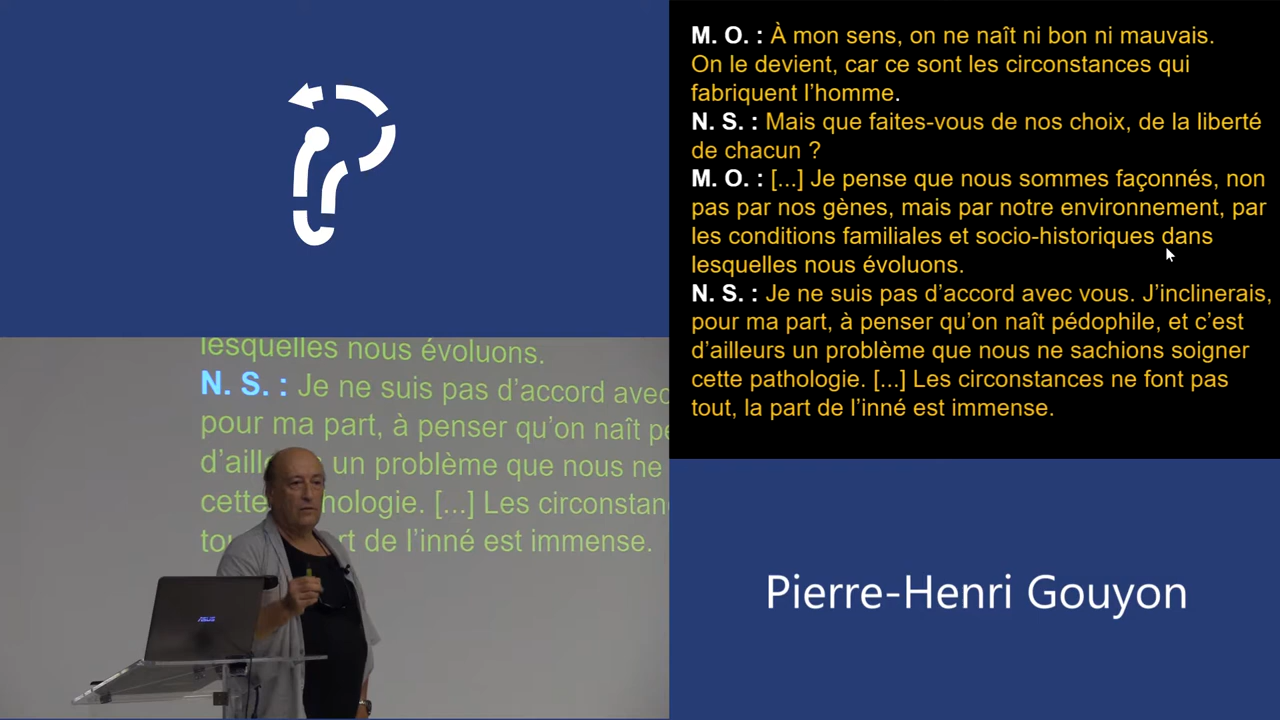 M. O. : À mon sens, on ne naît ni bon ni mauvais.
On le devient, car ce sont les circonstances qui
fabriquent l’homme.
N. S. : Mais que faites-vous de nos choix, de la liberté
de chacun ?
M. O. : [...] Je pense que nous sommes façonnés, non
pas par nos gènes, mais par notre environnement, par
les conditions familiales et socio-historiques dans
lesquelles nous évoluons.
N. S. : Je ne suis pas d’accord avec vous. J’inclinerais,
pour ma part, à penser qu’on naît pédophile, et c’est
d’ailleurs un problème que nous ne sachions soigner
cette pathologie. [...] Les circonstances ne font pas
tout, la part de l’inné est immense.
lesquelles nous évoluons.
N. S. : Je ne suis pas d’accord avec
pour ma part, à penser qu’on naît pé
d’aill un problème que nous ne
cette hologie. [...] Les circonstan
to rt de l’inné est immense.
ASUS
Pierre-Henri Gouyon